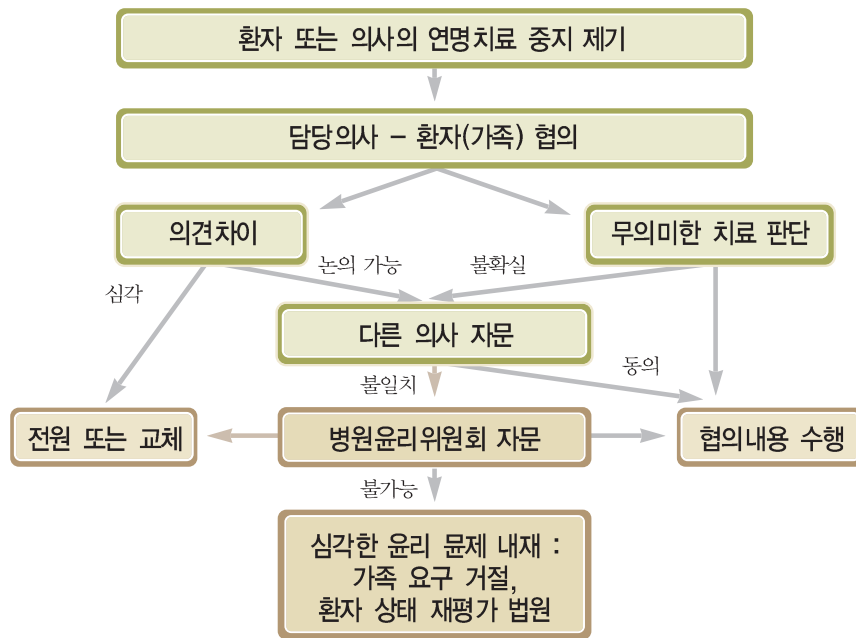 환자 또는 의사의 연명치료 중지 제기
담당의사 – 환자(가족) 협의
의견차이
무의미한 치료 판단
심각
논의 가능
불확실
다른 의사 자문
불일치
동의
전원 또는 교체
병원윤리위원회 자문
협의내용 수행
불가능
심각한 윤리 문제 내재 :
가족 요구 거절,
환자 상태 재평가 법원